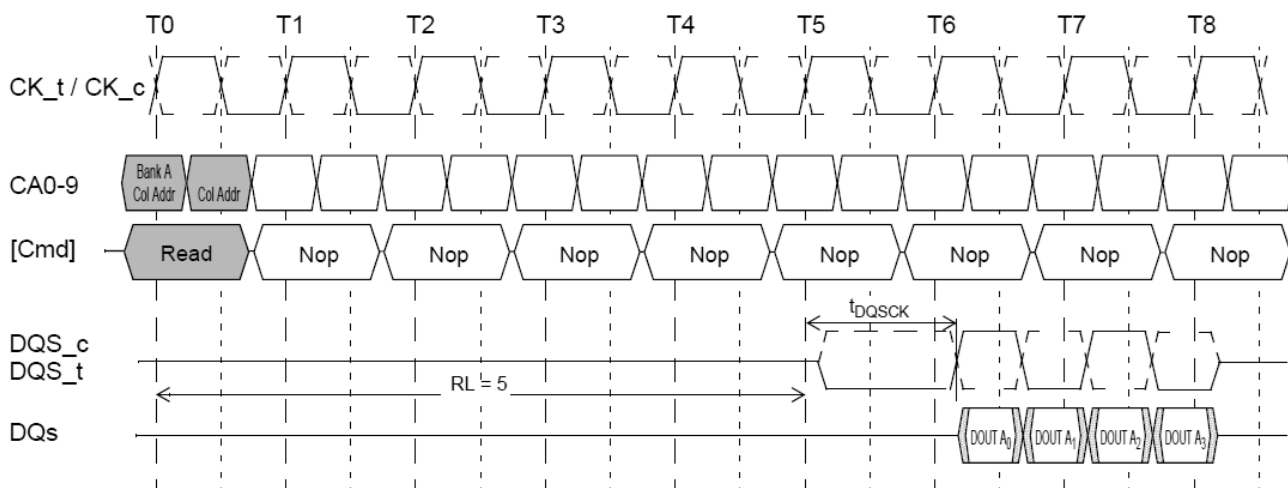 T0 T1 T2 T3 T4 T5 T6 T7 T8
CK_t / CK_c
CA0-9
Bank A
Col Addr
Col Addr
[Cmd]
Read Nop Nop Nop Nop Nop Nop Nop Nop
tDQSCK
DQS_c
DQS_t
RL = 5
DQs
DOUT A0 DOUT A1 DOUT A2 DOUT A3